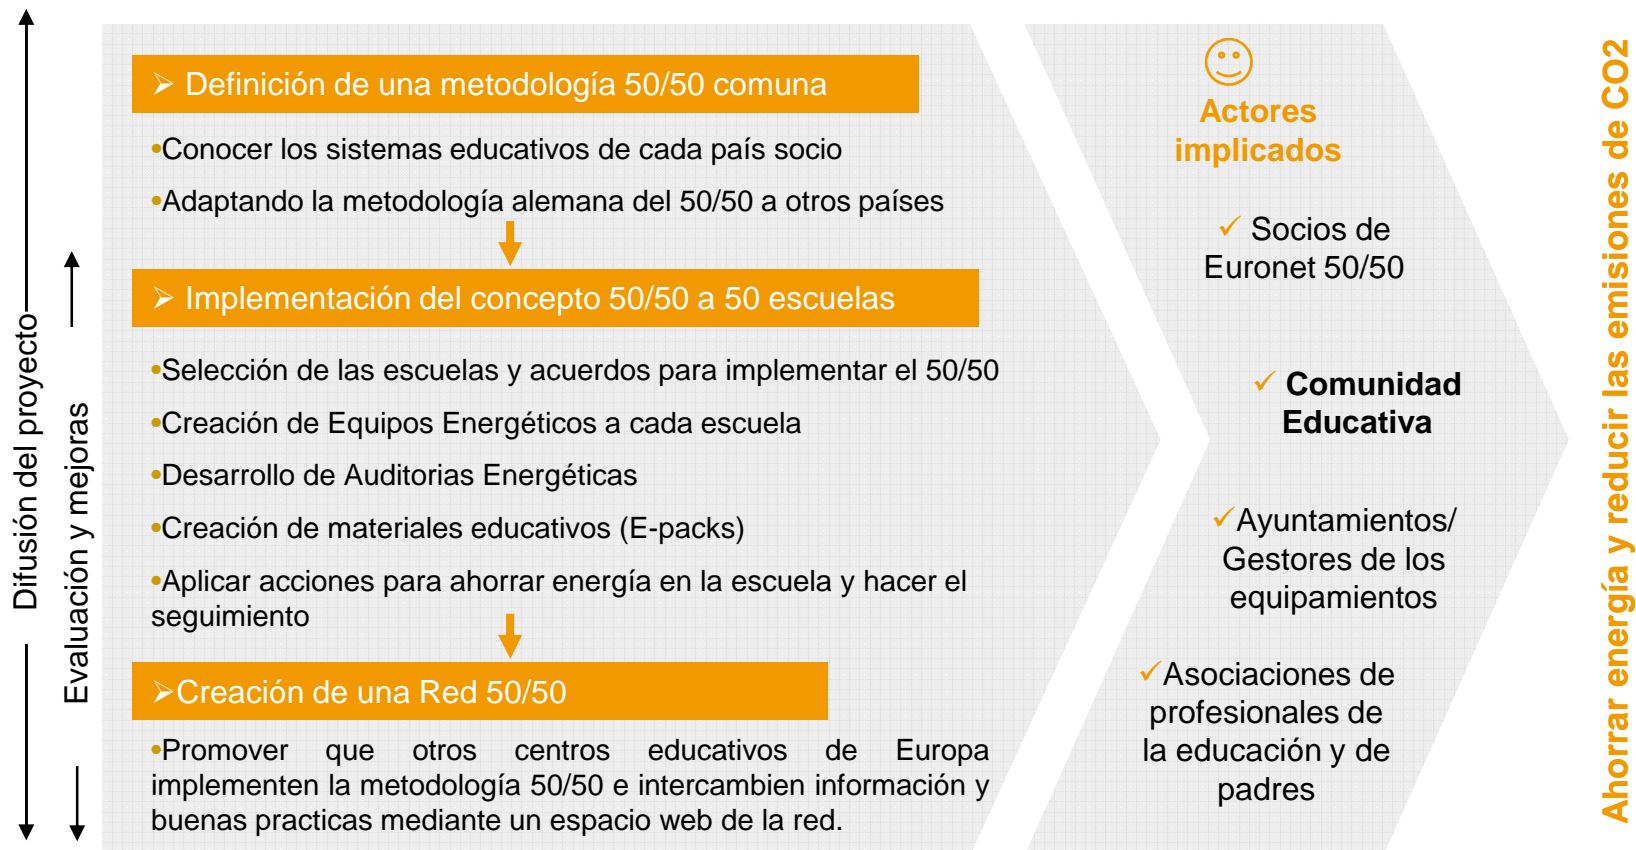 Difusión del proyecto
Evaluación y mejoras
➢ Definición de una metodología 50/50 comuna
•Conocer los sistemas educativos de cada país socio
•Adaptando la metodología alemana del 50/50 a otros países
➢ Implementación del concepto 50/50 a 50 escuelas
•Selección de las escuelas y acuerdos para implementar el 50/50
•Creación de Equipos Energéticos a cada escuela
•Desarrollo de Auditorias Energéticas
•Creación de materiales educativos (E-packs)
•Aplicar acciones para ahorrar energía en la escuela y hacer el
seguimiento
➢Creación de una Red 50/50
•Promover que otros centros educativos de Europa
implementen la metodología 50/50 e intercambien información y
buenas practicas mediante un espacio web de la red.
Actores
implicados
✓ Socios de
Euronet 50/50
✓ Comunidad
Educativa
✓Ayuntamientos/
Gestores de los
equipamientos
✓Asociaciones de
profesionales de
la educación y de
padres
Ahorrar energía y reducir las emisiones de CO2